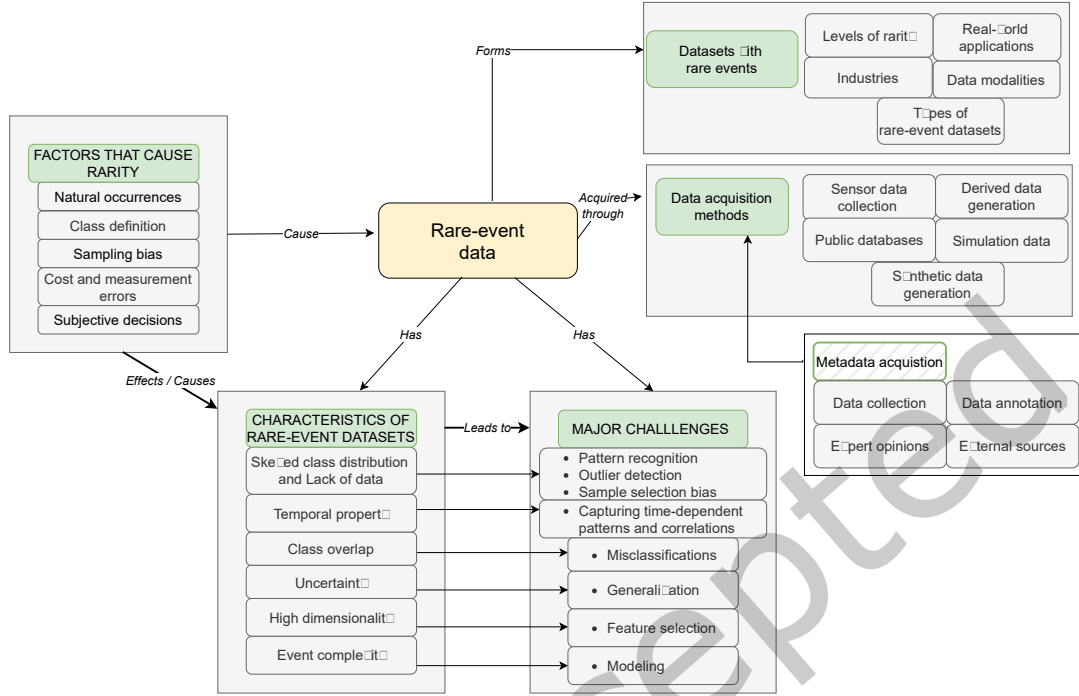 Forms
Datasets □ith
rare events
Levels of rarit□
Real-□orld
applications
Industries
Data modalities
T□pes of
rare-event datasets
FACTORS THAT CAUSE
RARITY
Natural occurrences
Class definition
Sampling bias
Cost and measurement
errors
Subjective decisions
Cause
Rare-event
data
Acquired
through
Data acquisition
methods
Sensor data
collection
Derived data
generation
Public databases
Simulation data
S□nthetic data
generation
Metadata acquistion
Data collection
Data annotation
E□pert opinions
E□ternal sources
Has
Has
Effects / Causes
CHARACTERISTICS OF
RARE-EVENT DATASETS
Ske□ed class distribution
and Lack of data
Temporal propert□
Class overlap
Uncertaint□
High dimensionalit□
Event comple□it□
Leads to
MAJOR CHALLLENGES
• Pattern recognition
• Outlier detection
• Sample selection bias
• Capturing time-dependent
patterns and correlations
• Misclassifications
• Generali□ation
• Feature selection
• Modeling
epted